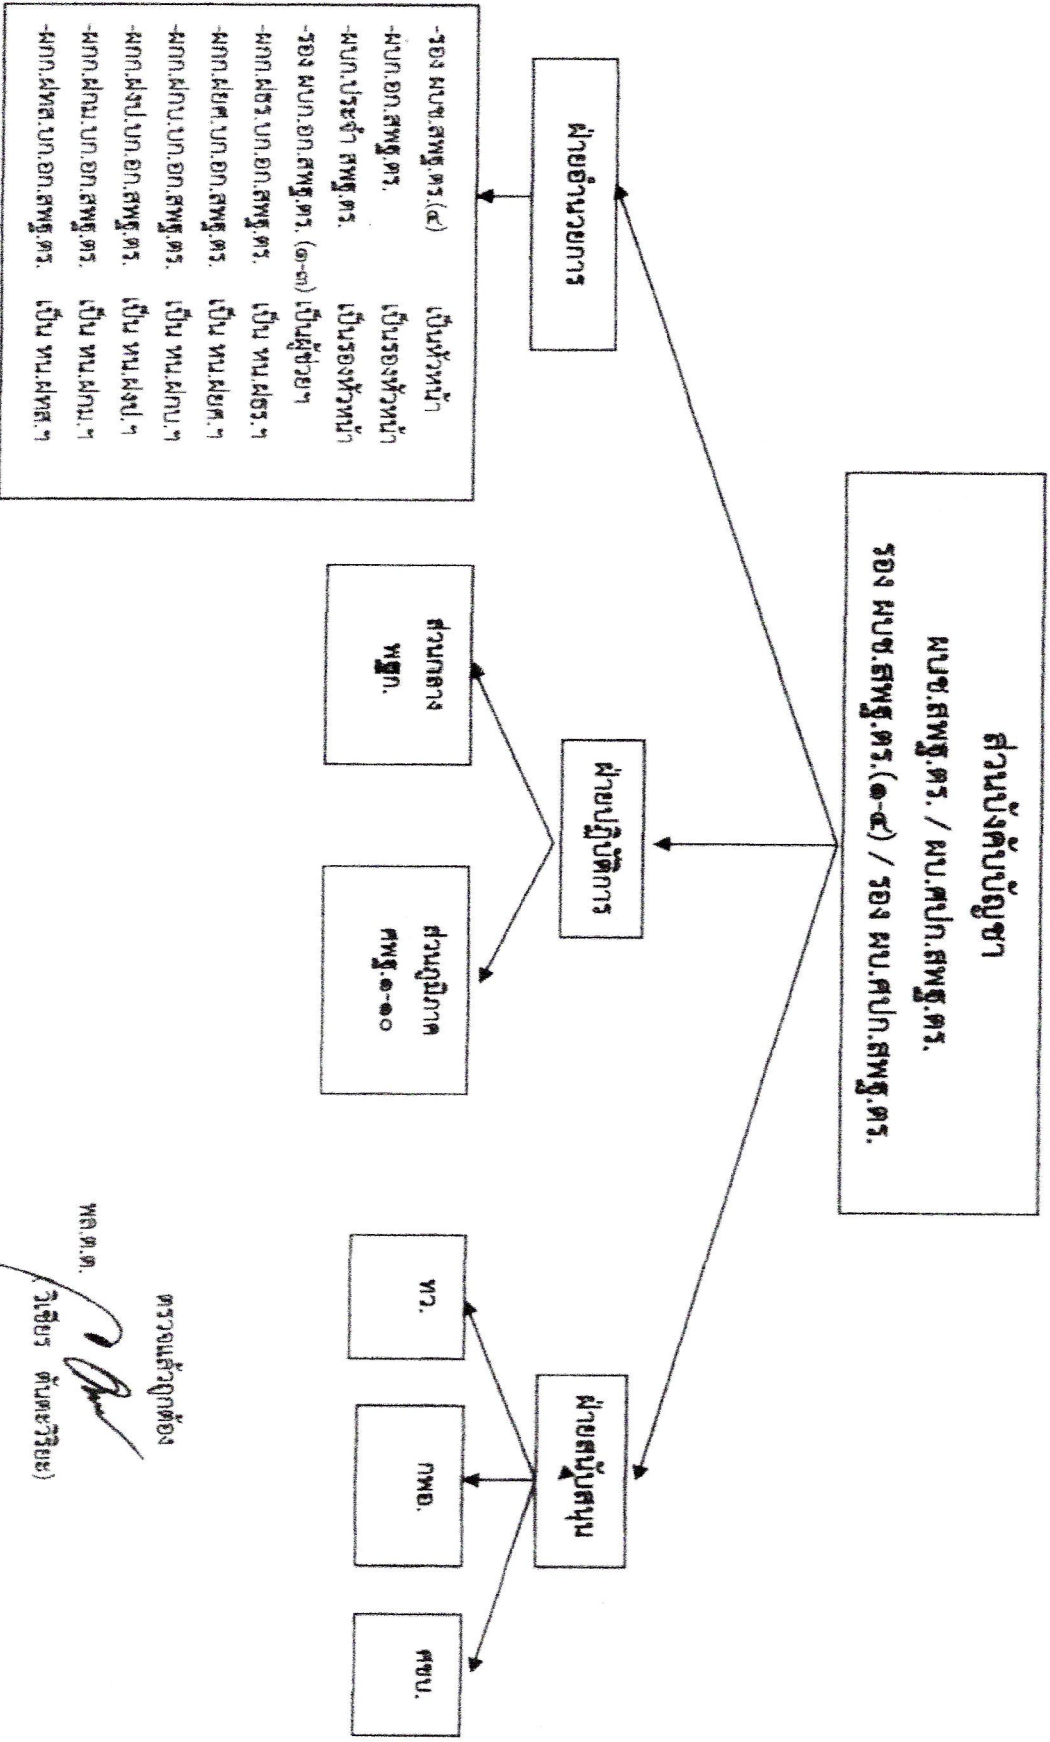 ส่วนบังคับบัญชา
ผบช.สพฐ.ตร. / ผบ.ศปก.สพฐ.ตร.
รอง ผบช.สพฐ.ตร.(๑-๔) / รอง ผบ.ศปก.สพฐ.ตร.
ฝ่ายอำนวยการ
-รอง ผบช.สพฐ.ตร.(๔) เป็นหัวหน้า
-ผบก.อก.สพฐ.ตร. เป็นรองหัวหน้า
-ผบก.ประจำ สพฐ.ตร. เป็นรองหัวหน้า
-รอง ผบก.อก.สพฐ.ตร. (๑-๓) เป็นผู้ช่วยฯ
-ผกก.ฝธร.บก.อก.สพฐ.ตร. เป็น หน.ฝธร.ฯ
-ผกก.ฝยศ.บก.อก.สพฐ.ตร. เป็น หน.ฝยศ.ฯ
-ผกก.ฝกบ.บก.อก.สพฐ.ตร. เป็น หน.ฝกบ.ฯ
-ผกก.ฝงป.บก.อก.สพฐ.ตร. เป็น หน.ฝงป.ฯ
-ผกก.ฝกม.บก.อก.สพฐ.ตร. เป็น หน.ฝกม.ฯ
-ผกก.ฝทส.บก.อก.สพฐ.ตร. เป็น หน.ฝทส.ฯ
ฝ่ายปฏิบัติการ
ส่วนกลาง
พฐก.
ส่วนภูมิภาค
ศพฐ.๑-๑๐
ฝ่ายสนับสนุน
ทว.
กพอ.
ศขบ.
ตรวจแล้วถูกต้อง
พล.ต.ต.
( วิเชียร ตันตะวิริยะ)